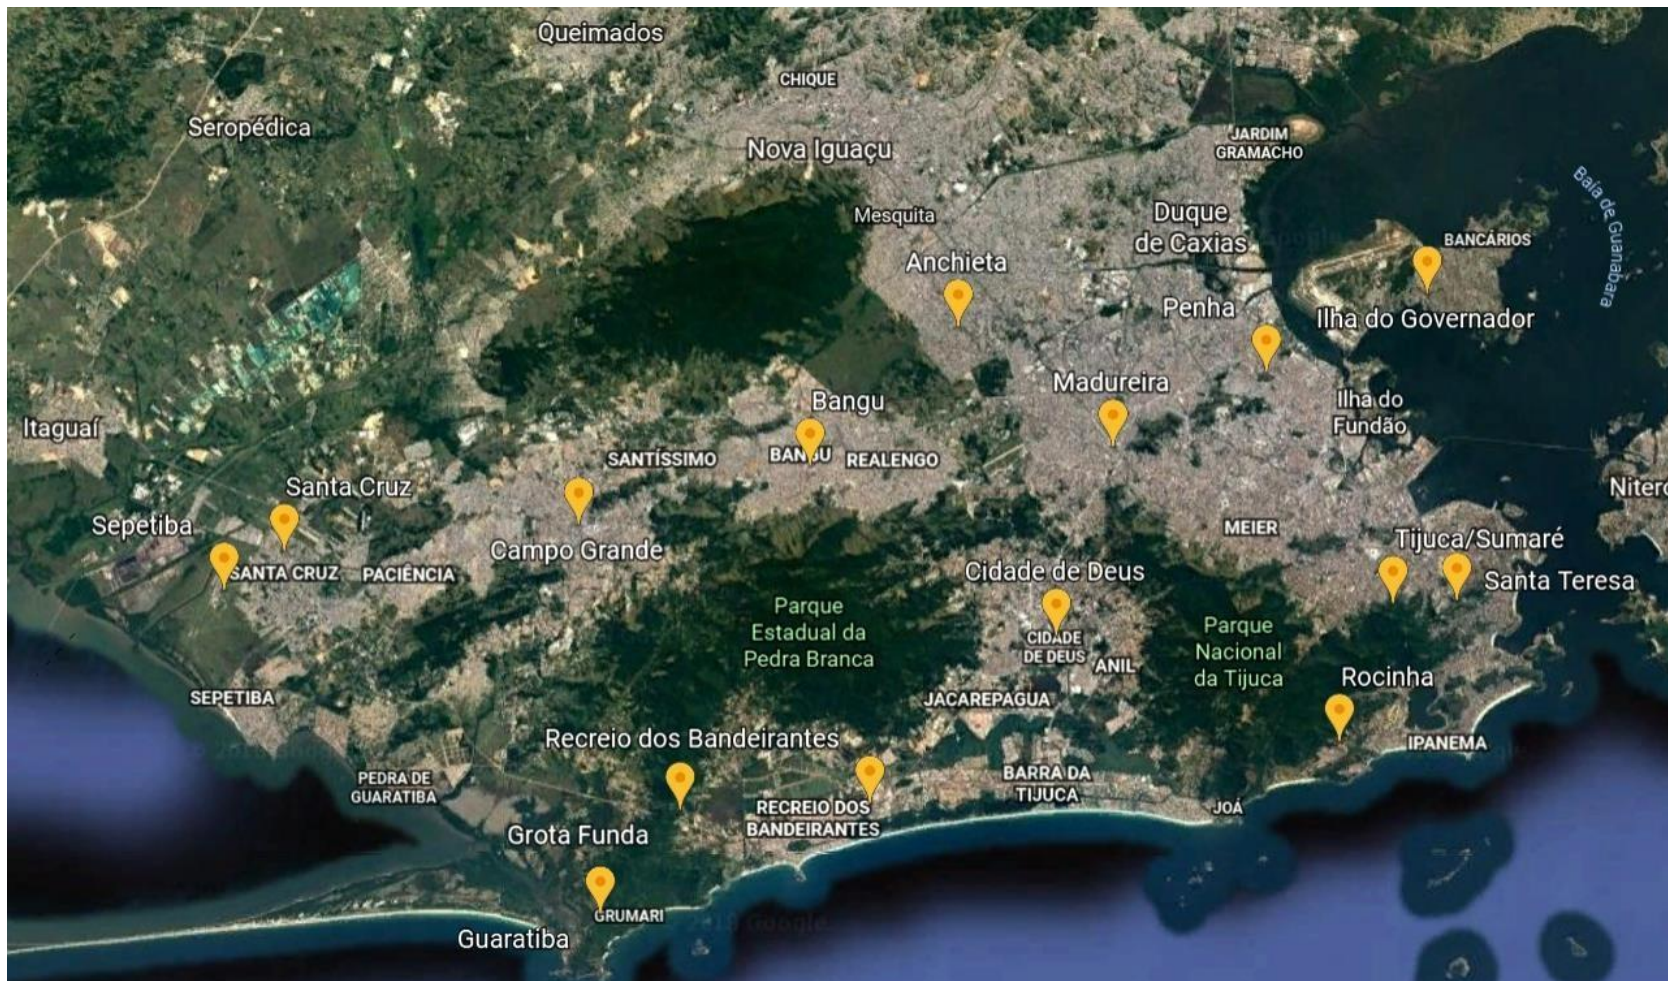 Queimados
CHIQUE
Seropédica
Nova Iguaçu
JARDIM
GRAMACHO
Baía de Guanabara
Mesquita
Duque
de Caxias
BANCÁRIOS
Anchieta
Penha
Ilha do Governador
Madureira
Bangu
Ilha do
Fundão
Itaguaí
SANTÍSSIMO
BANGU
REALENGO
Santa Cruz
Niteró
Sepetiba
MEIER
Tijuca/Sumaré
Campo Grande
SANTA CRUZ
PACIÊNCIA
Cidade de Deus
Santa Teresa
Parque
Estadual da
Pedra Branca
Parque
Nacional
da Tijuca
CIDADE
DE DEUS
ANIL
Rocinha
SEPETIBA
JACAREPAGUA
Recreio dos Bandeirantes
IPANEMA
PEDRA DE
GUARATIBA
BARRA DA
TIJUCA
RECREIO DOS
BANDEIRANTES
JOÁ
Grota Funda
GRUMARI
2019 Google
Guaratiba